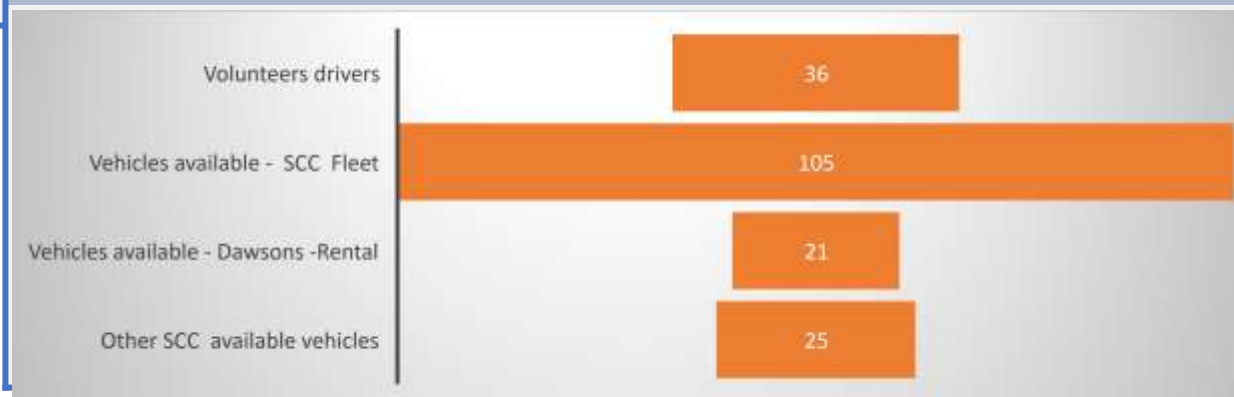 Volunteers drivers
36
Vehicles available - SCC Fleet
105
Vehicles available - Dawsons -Rental
21
Other SCC available vehicles
25